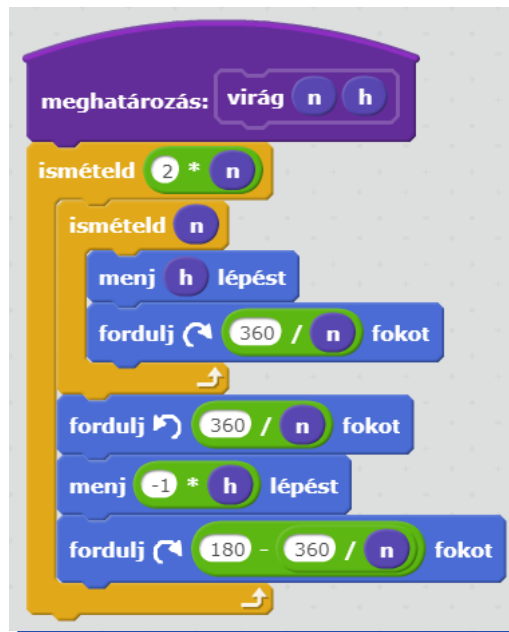 meghatározás: virág n h
ismételd 2 * n
ismételd n
menj h lépést
fordulj 360 / n fokot
fordulj 360 / n fokot
menj -1 * h lépést
fordulj 180 - 360 / n fokot